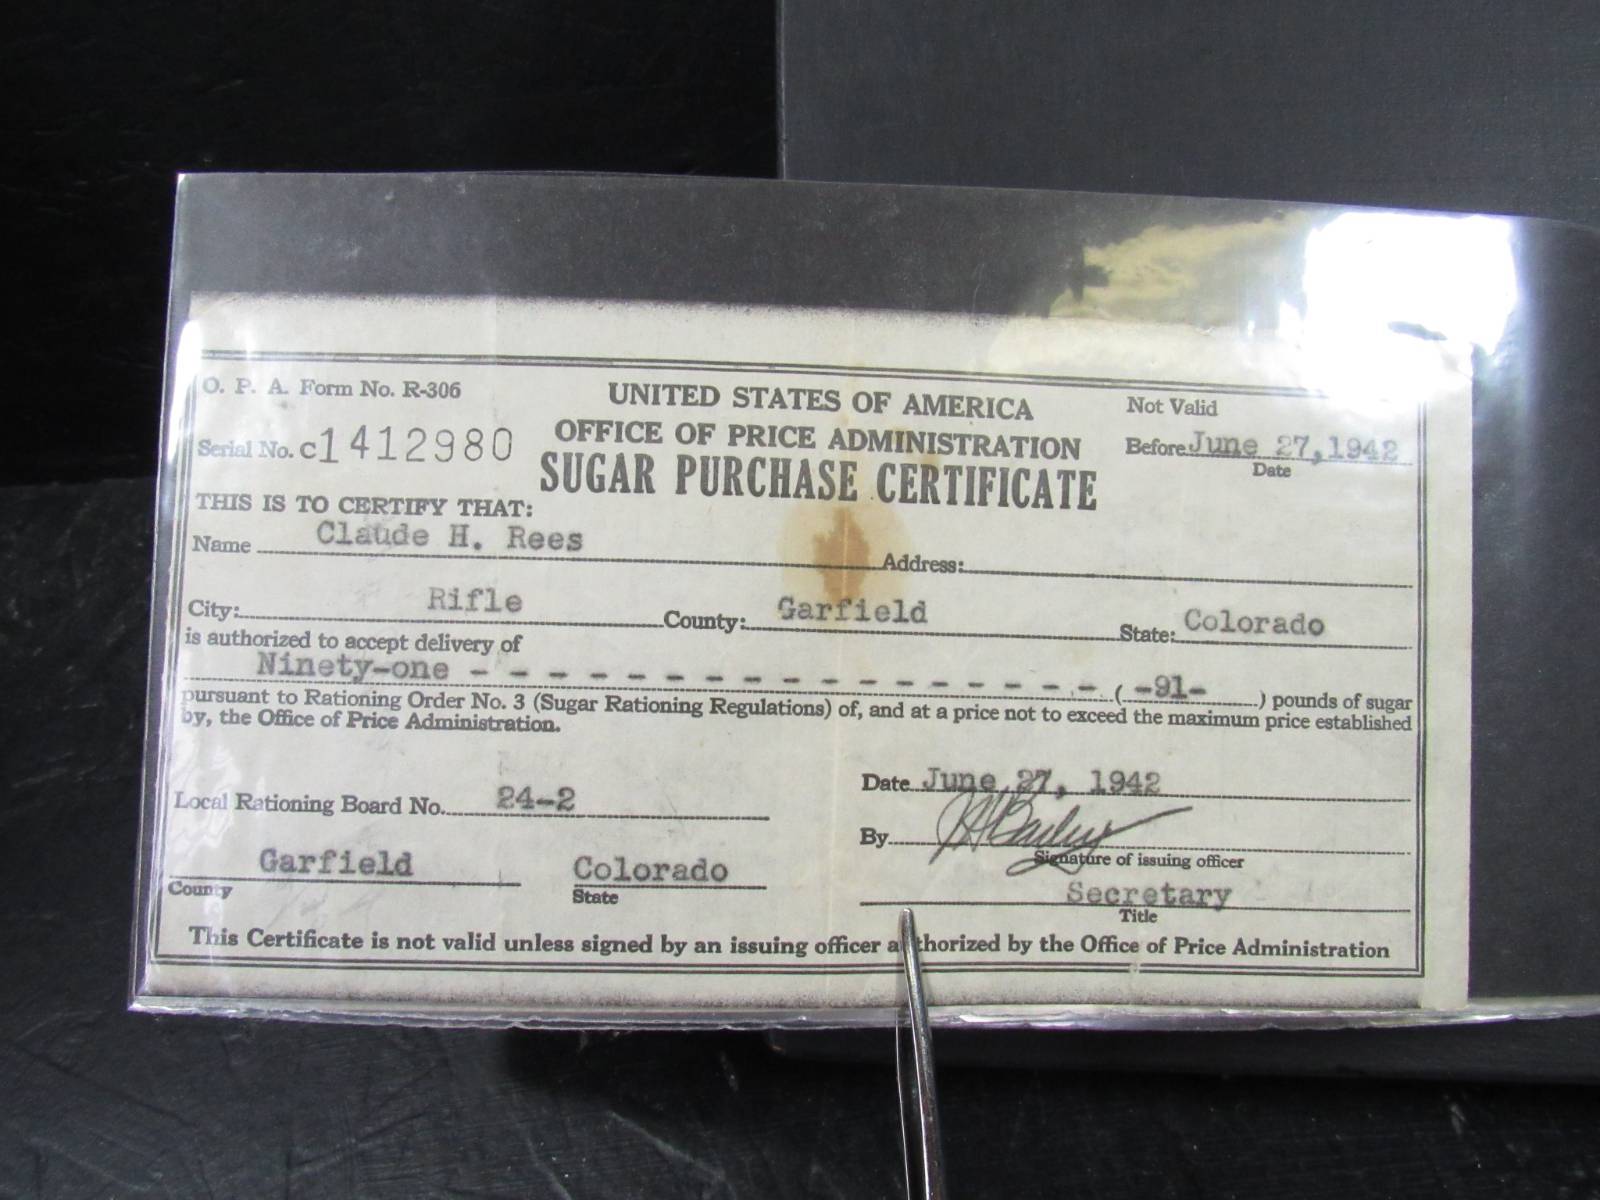 O. P. A. Form No. R-306
UNITED STATES OF AMERICA
Not Valid
Serial No. C1412980
OFFICE OF PRICE ADMINISTRATION
Before June 27, 1942
Date
SUGAR PURCHASE CERTIFICATE
THIS IS TO CERTIFY THAT:
Name Claude H. Rees Address:
City: Rifle County: Garfield State: Colorado
is authorized to accept delivery of
Ninety-one - - - - - - - - - - - - - - - - ( -91- ) pounds of sugar
pursuant to Rationing Order No. 3 (Sugar Rationing Regulations) of, and at a price not to exceed the maximum price established
by, the Office of Price Administration.
Date June 27, 1942
Local Rationing Board No. 24-2
By
Signature of issuing officer
Garfield Colorado
County State
Secretary
Title
This Certificate is not valid unless signed by an issuing officer authorized by the Office of Price Administration